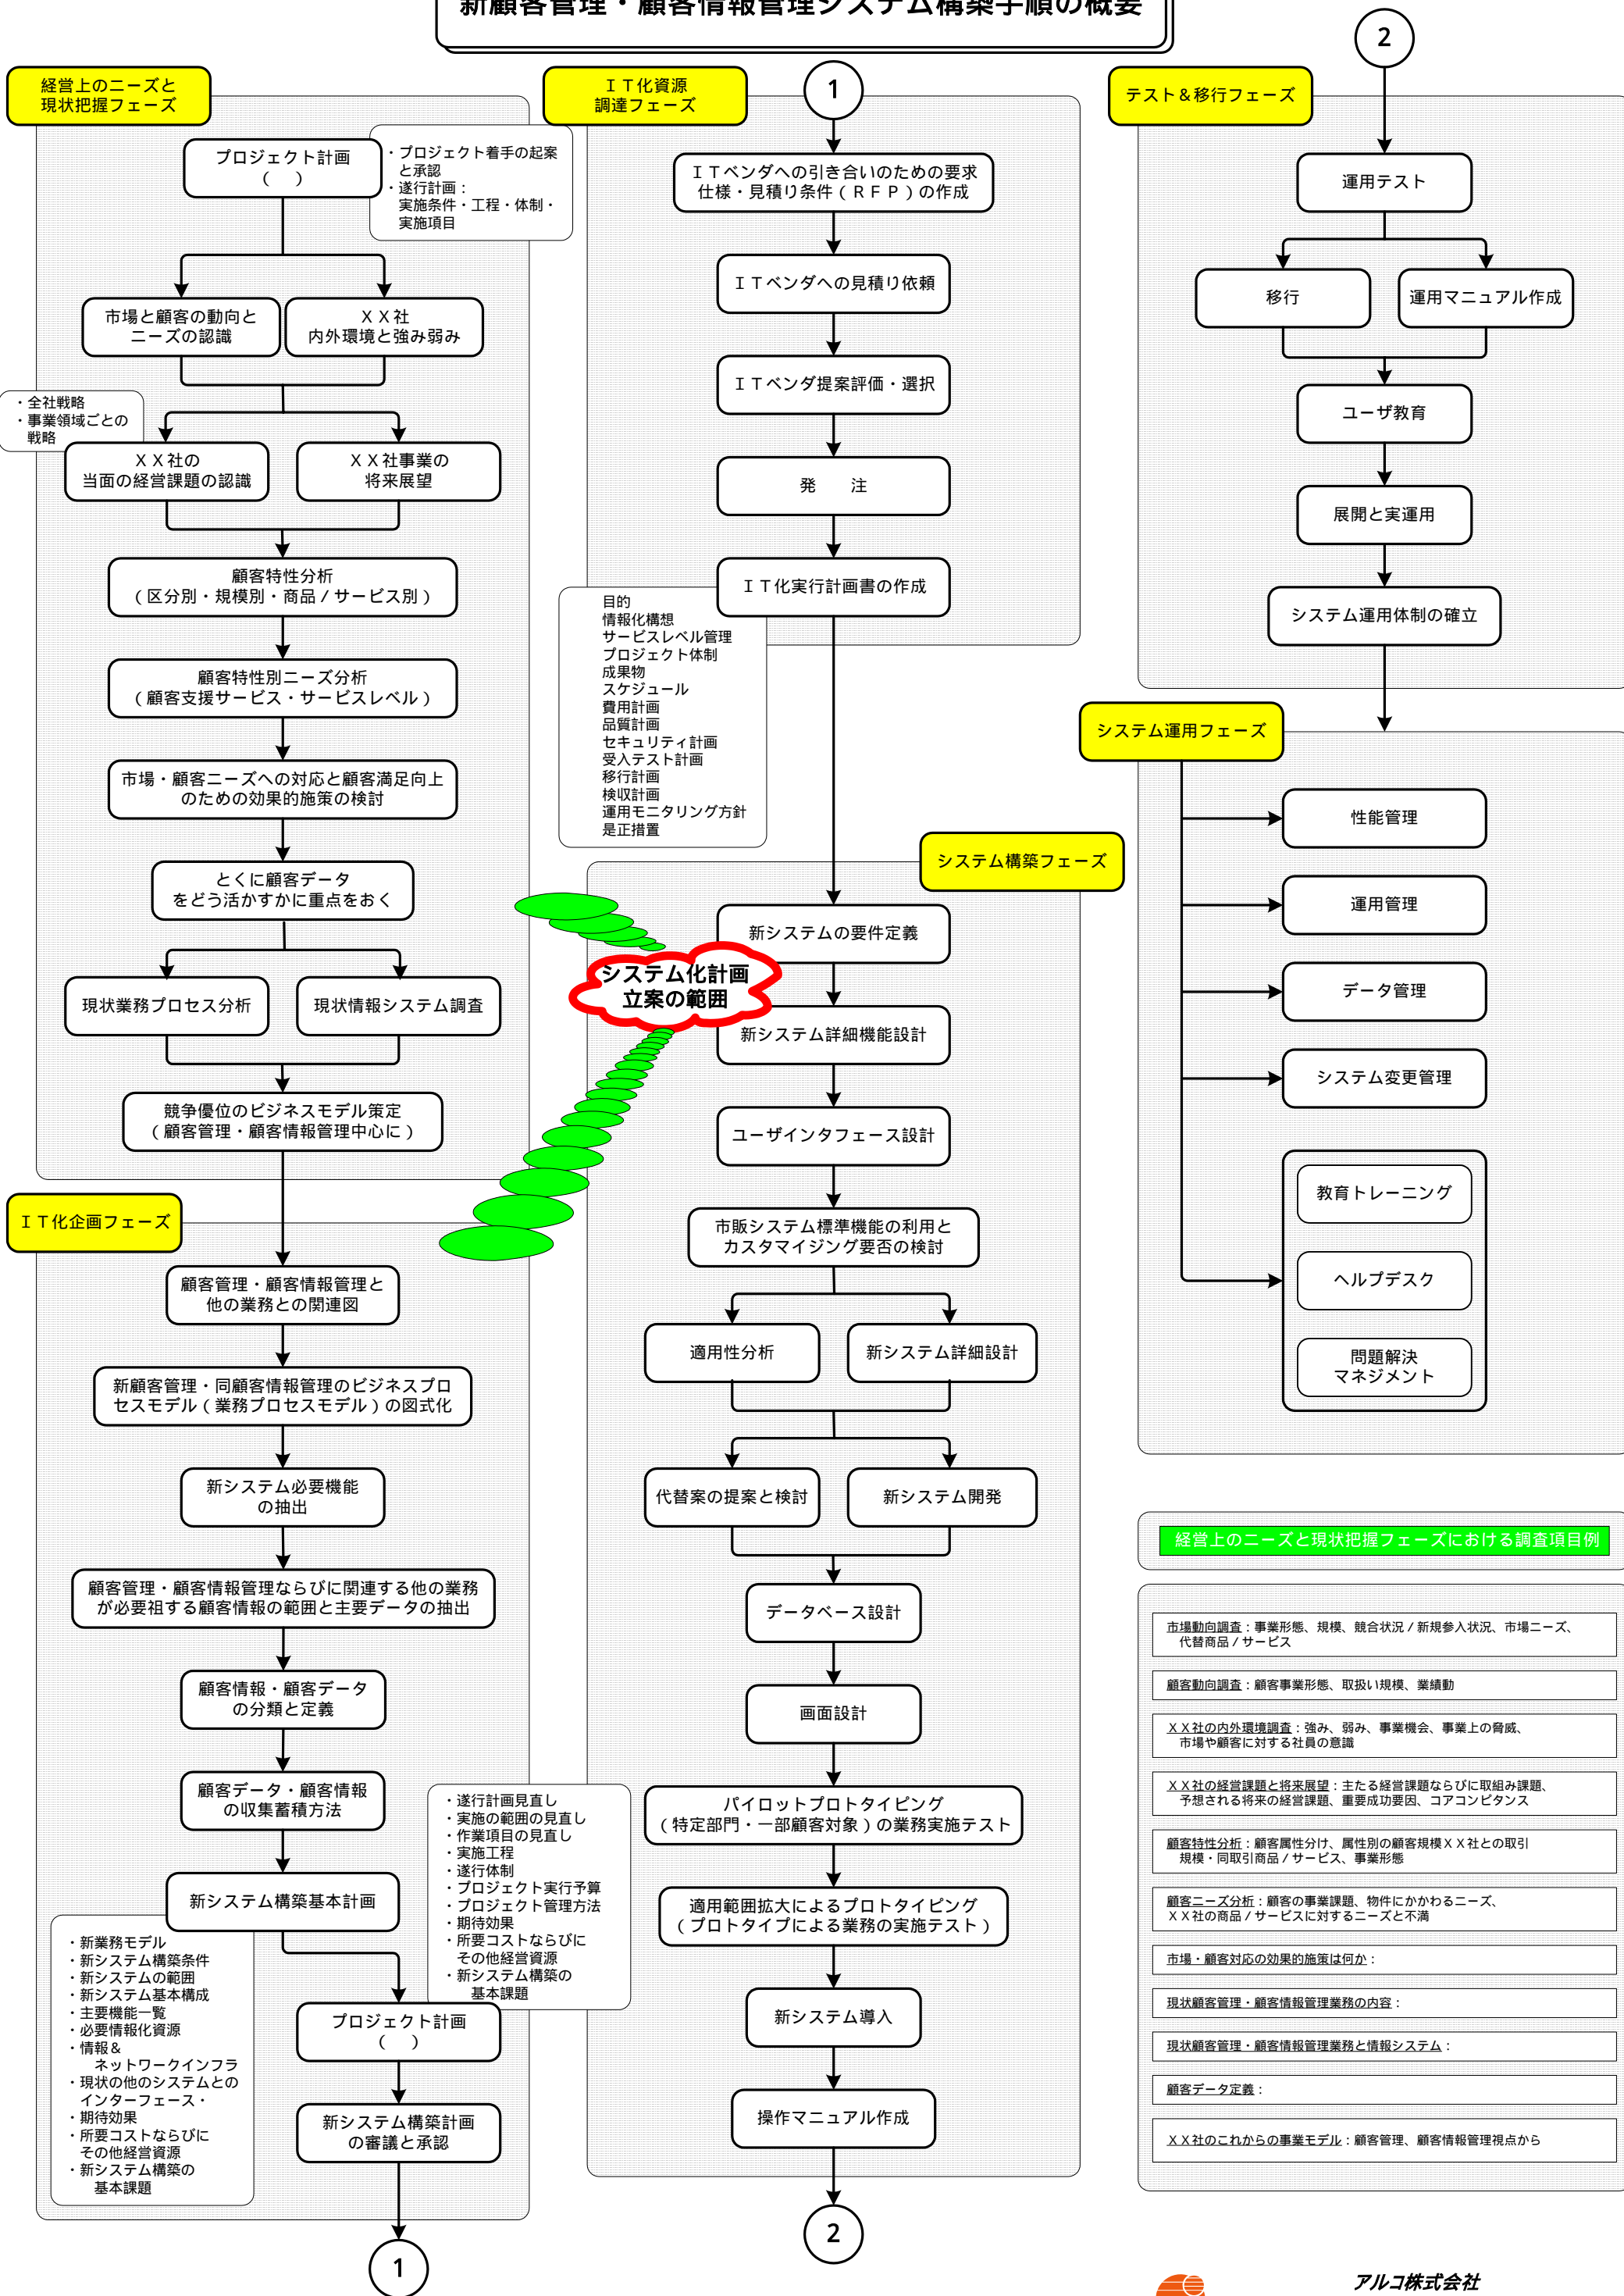 新顧客管理・顧客情報管理システム構築手順の概要
経営上のニーズと
現状把握フェーズ
プロジェクト計画
(　)
・プロジェクト着手の起案
と承認
・遂行計画：
実施条件・工程・体制・
実施項目
市場と顧客の動向と
ニーズの認識
ＸＸ社
内外環境と強み弱み
・全社戦略
・事業領域ごとの
戦略
ＸＸ社の
当面の経営課題の認識
ＸＸ社事業の
将来展望
顧客特性分析
(区分別・規模別・商品/サービス別)
顧客特性別ニーズ分析
(顧客支援サービス・サービスレベル)
市場・顧客ニーズへの対応と顧客満足向上
のための効果的施策の検討
とくに顧客データ
をどう活かすかに重点をおく
現状業務プロセス分析
現状情報システム調査
競争優位のビジネスモデル策定
(顧客管理・顧客情報管理中心に)
ＩＴ化企画フェーズ
顧客管理・顧客情報管理と
他の業務との関連図
新顧客管理・同顧客情報管理のビジネスプロ
セスモデル(業務プロセスモデル)の図式化
新システム必要機能
の抽出
顧客管理・顧客情報管理ならびに関連する他の業務
が必要祖する顧客情報の範囲と主要データの抽出
顧客情報・顧客データ
の分類と定義
顧客データ・顧客情報
の収集蓄積方法
新システム構築基本計画
・新業務モデル
・新システム構築条件
・新システムの範囲
・新システム基本構成
・主要機能一覧
・必要情報化資源
・情報＆
ネットワークインフラ
・現状の他のシステムとの
インターフェース・
・期待効果
・所要コストならびに
その他経営資源
・新システム構築の
基本課題
・遂行計画見直し
・実施の範囲の見直し
・作業項目の見直し
・実施工程
・遂行体制
・プロジェクト実行予算
・プロジェクト管理方法
・期待効果
・所要コストならびに
その他経営資源
・新システム構築の
基本課題
プロジェクト計画
(　)
新システム構築計画
の審議と承認
1
ＩＴ化資源
調達フェーズ
1
ＩＴベンダへの引き合いのための要求
仕様・見積り条件(ＲＦＰ)の作成
ＩＴベンダへの見積り依頼
ＩＴベンダ提案評価・選択
発　注
ＩＴ化実行計画書の作成
目的
情報化構想
サービスレベル管理
プロジェクト体制
成果物
スケジュール
費用計画
品質計画
セキュリティ計画
受入テスト計画
移行計画
検収計画
運用モニタリング方針
是正措置
システム構築フェーズ
システム化計画
立案の範囲
新システムの要件定義
新システム詳細機能設計
ユーザインタフェース設計
市販システム標準機能の利用と
カスタマイジング要否の検討
適用性分析
新システム詳細設計
代替案の提案と検討
新システム開発
データベース設計
画面設計
パイロットプロトタイピング
(特定部門・一部顧客対象)の業務実施テスト
適用範囲拡大によるプロトタイピング
(プロトタイプによる業務の実施テスト)
新システム導入
操作マニュアル作成
2
2
テスト＆移行フェーズ
運用テスト
移行
運用マニュアル作成
ユーザ教育
展開と実運用
システム運用体制の確立
システム運用フェーズ
性能管理
運用管理
データ管理
システム変更管理
教育トレーニング
ヘルプデスク
問題解決
マネジメント
経営上のニーズと現状把握フェーズにおける調査項目例
市場動向調査：事業形態、規模、競合状況/新規参入状況、市場ニーズ、
代替商品/サービス
顧客動向調査：顧客事業形態、取扱い規模、業績動
ＸＸ社の内外環境調査：強み、弱み、事業機会、事業上の脅威、
市場や顧客に対する社員の意識
ＸＸ社の経営課題と将来展望：主たる経営課題ならびに取組み課題、
予想される将来の経営課題、重要成功要因、コアコンピタンス
顧客特性分析：顧客属性分け、属性別の顧客規模ＸＸ社との取引
規模・同取引商品/サービス、事業形態
顧客ニーズ分析：顧客の事業課題、物件にかかわるニーズ、
ＸＸ社の商品/サービスに対するニーズと不満
市場・顧客対応の効果的施策は何か：
現状顧客管理・顧客情報管理業務の内容：
現状顧客管理・顧客情報管理業務と情報システム：
顧客データ定義：
ＸＸ社のこれからの事業モデル：顧客管理、顧客情報管理視点から
アルコ株式会社